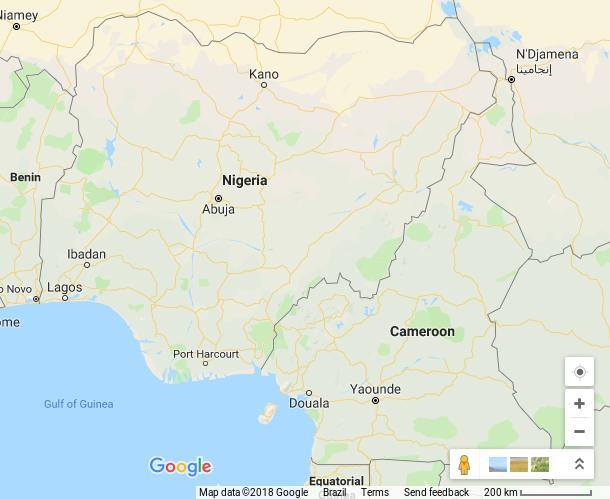 Niamey
N'Djamena
إنجامينا
Kano
Benin
Nigeria
Abuja
Ibadan
o Novo
Lagos
ome
Cameroon
Port Harcourt
Yaounde
Douala
Gulf of Guinea
Google
Equatorial
Map data ©2018 Google Brazil Terms Send feedback 200 km